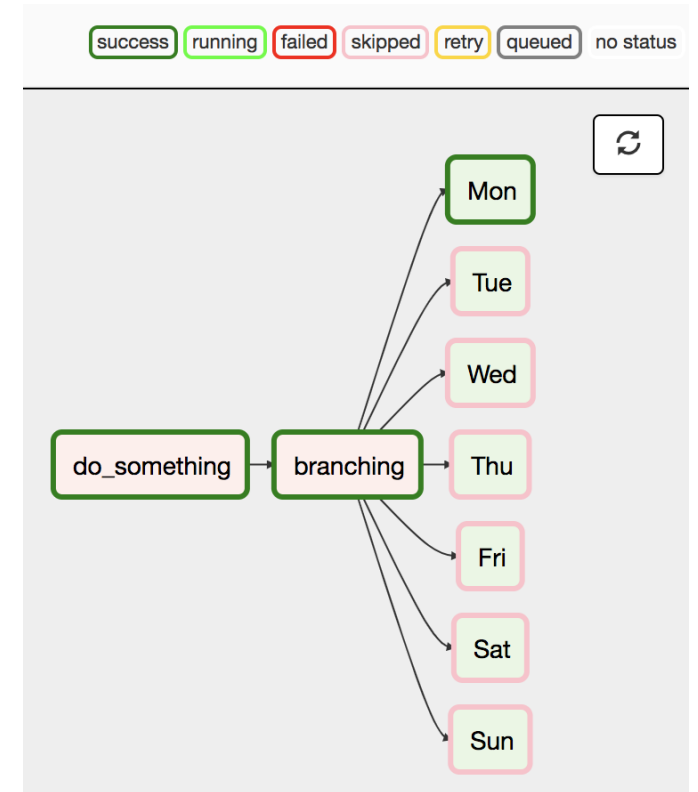 success running failed skipped retry queued no status
Mon
Tue
Wed
do_something branching Thu
Fri
Sat
Sun